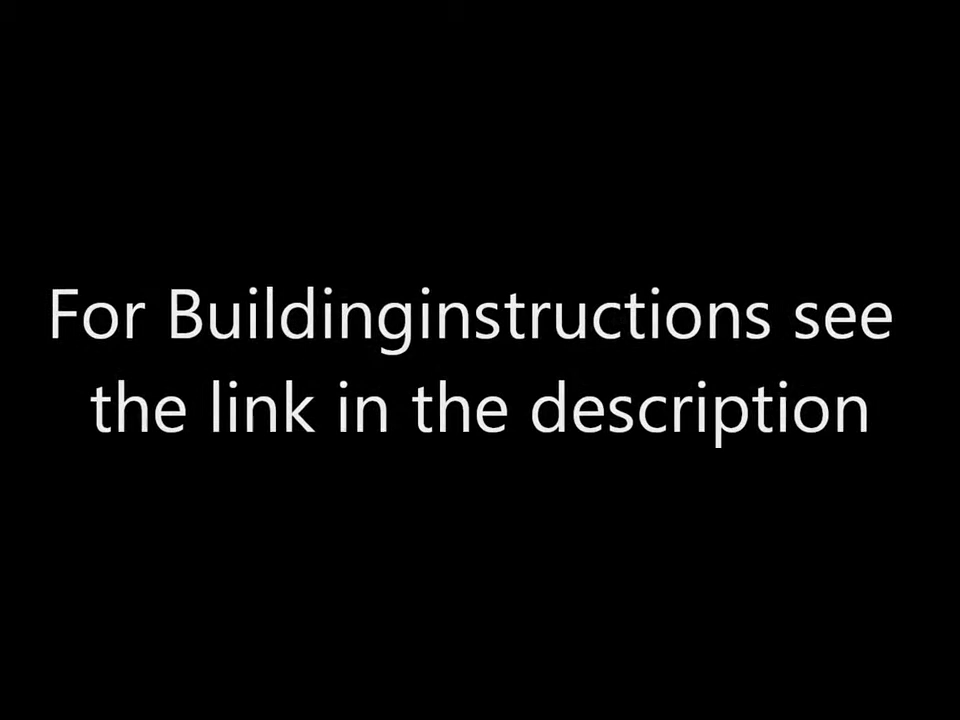 For Buildinginstructions see
the link in the description